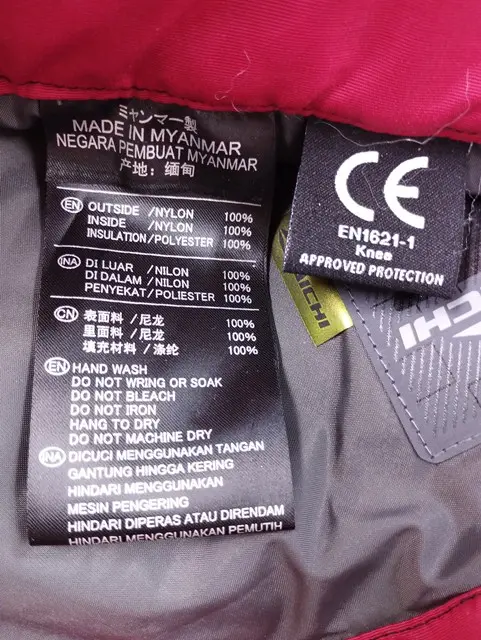 ミャンマー製
MADE IN MYANMAR
NEGARA PEMBUAT MYANMAR
产地: 缅甸
EN OUTSIDE /NYLON 100%
INSIDE /NYLON 100%
INSULATION/POLYESTER 100%
INA DI LUAR /NILON 100%
DI DALAM /NILON 100%
PENYEKAT/POLIESTER 100%
CN 表面料 /尼龙 100%
里面料 /尼龙 100%
填充材料 /涤纶 100%
EN HAND WASH
DO NOT WRING OR SOAK
DO NOT BLEACH
DO NOT IRON
HANG TO DRY
DO NOT MACHINE DRY
INA DICUCI MENGGUNAKAN TANGAN
GANTUNG HINGGA KERING
HINDARI MENGGUNAKAN
MESIN PENGERING
HINDARI DIPERAS ATAU DIRENDAM
HINDARI MENGGUNAKAN PEMUTIH
CE
EN1621-1
Knee
APPROVED PROTECTION
ICHI
CHI